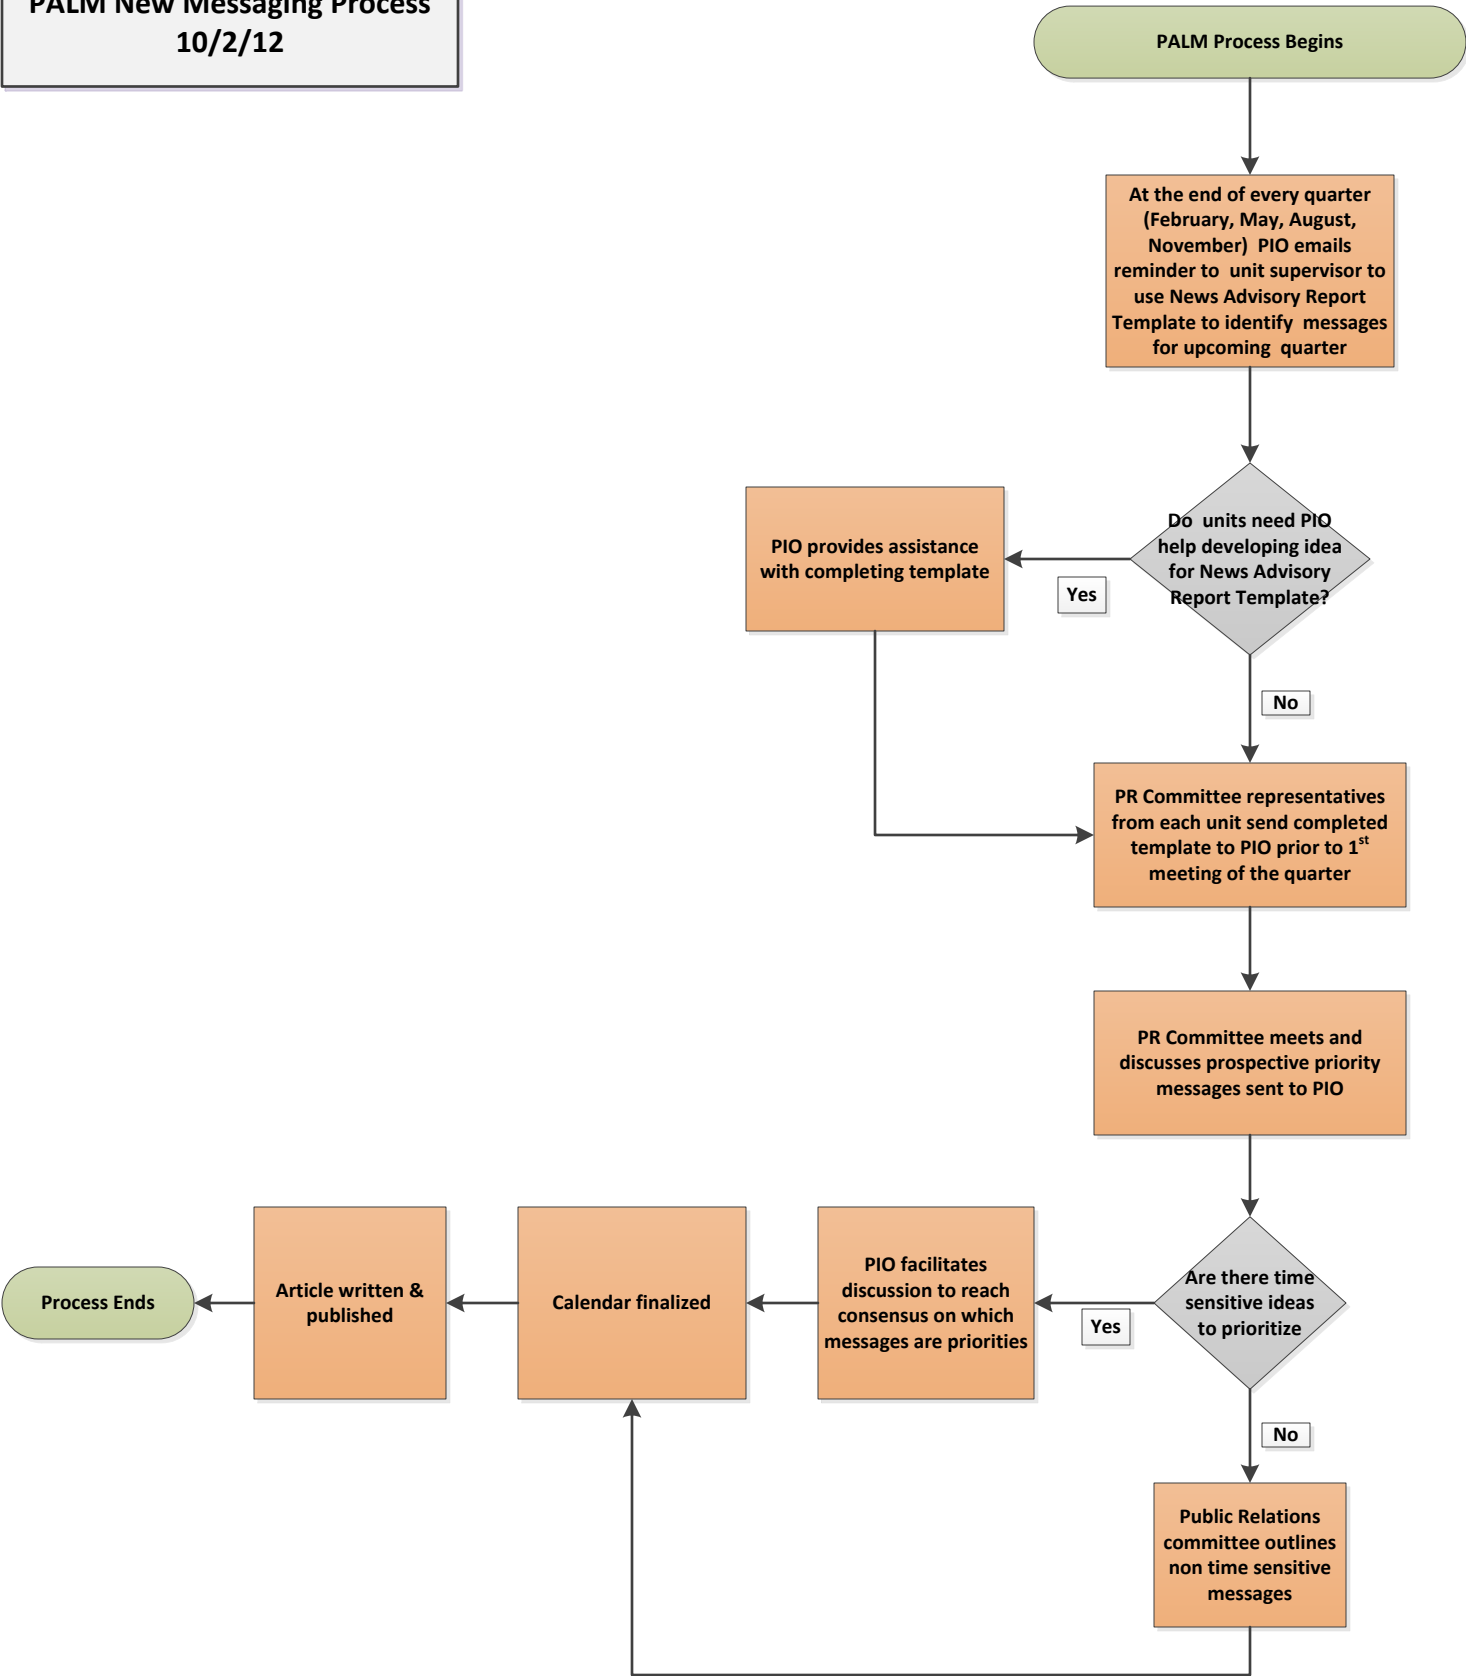 PALM New Messaging Process
10/2/12
PALM Process Begins
At the end of every quarter
(February, May, August,
November) PIO emails
reminder to unit supervisor to
use News Advisory Report
Template to identify messages
for upcoming quarter
Do units need PIO
help developing idea
for News Advisory
Report Template?
Yes
PIO provides assistance
with completing template
No
PR Committee representatives
from each unit send completed
template to PIO prior to 1st
meeting of the quarter
PR Committee meets and
discusses prospective priority
messages sent to PIO
Are there time
sensitive ideas
to prioritize
Yes
PIO facilitates
discussion to reach
consensus on which
messages are priorities
Calendar finalized
Article written &
published
Process Ends
No
Public Relations
committee outlines
non time sensitive
messages